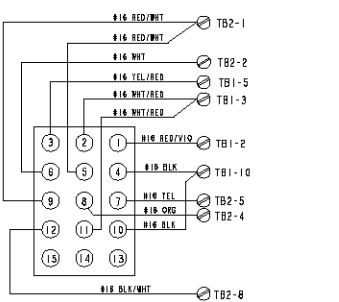 #16 RED/WHT TB2-1
#16 RED/WHT
#16 WHT TB2-2
#16 YEL/RED TB1-5
#16 WHT/RED TB1-3
#16 WHT/RED
3 2 1 #16 RED/VIO TB1-2
6 5 4 #16 BLK TB1-10
9 8 7 #16 YEL TB2-5
#16 ORG TB2-4
12 11 10 #16 BLK
15 14 13
#16 BLK/WHT TB2-8